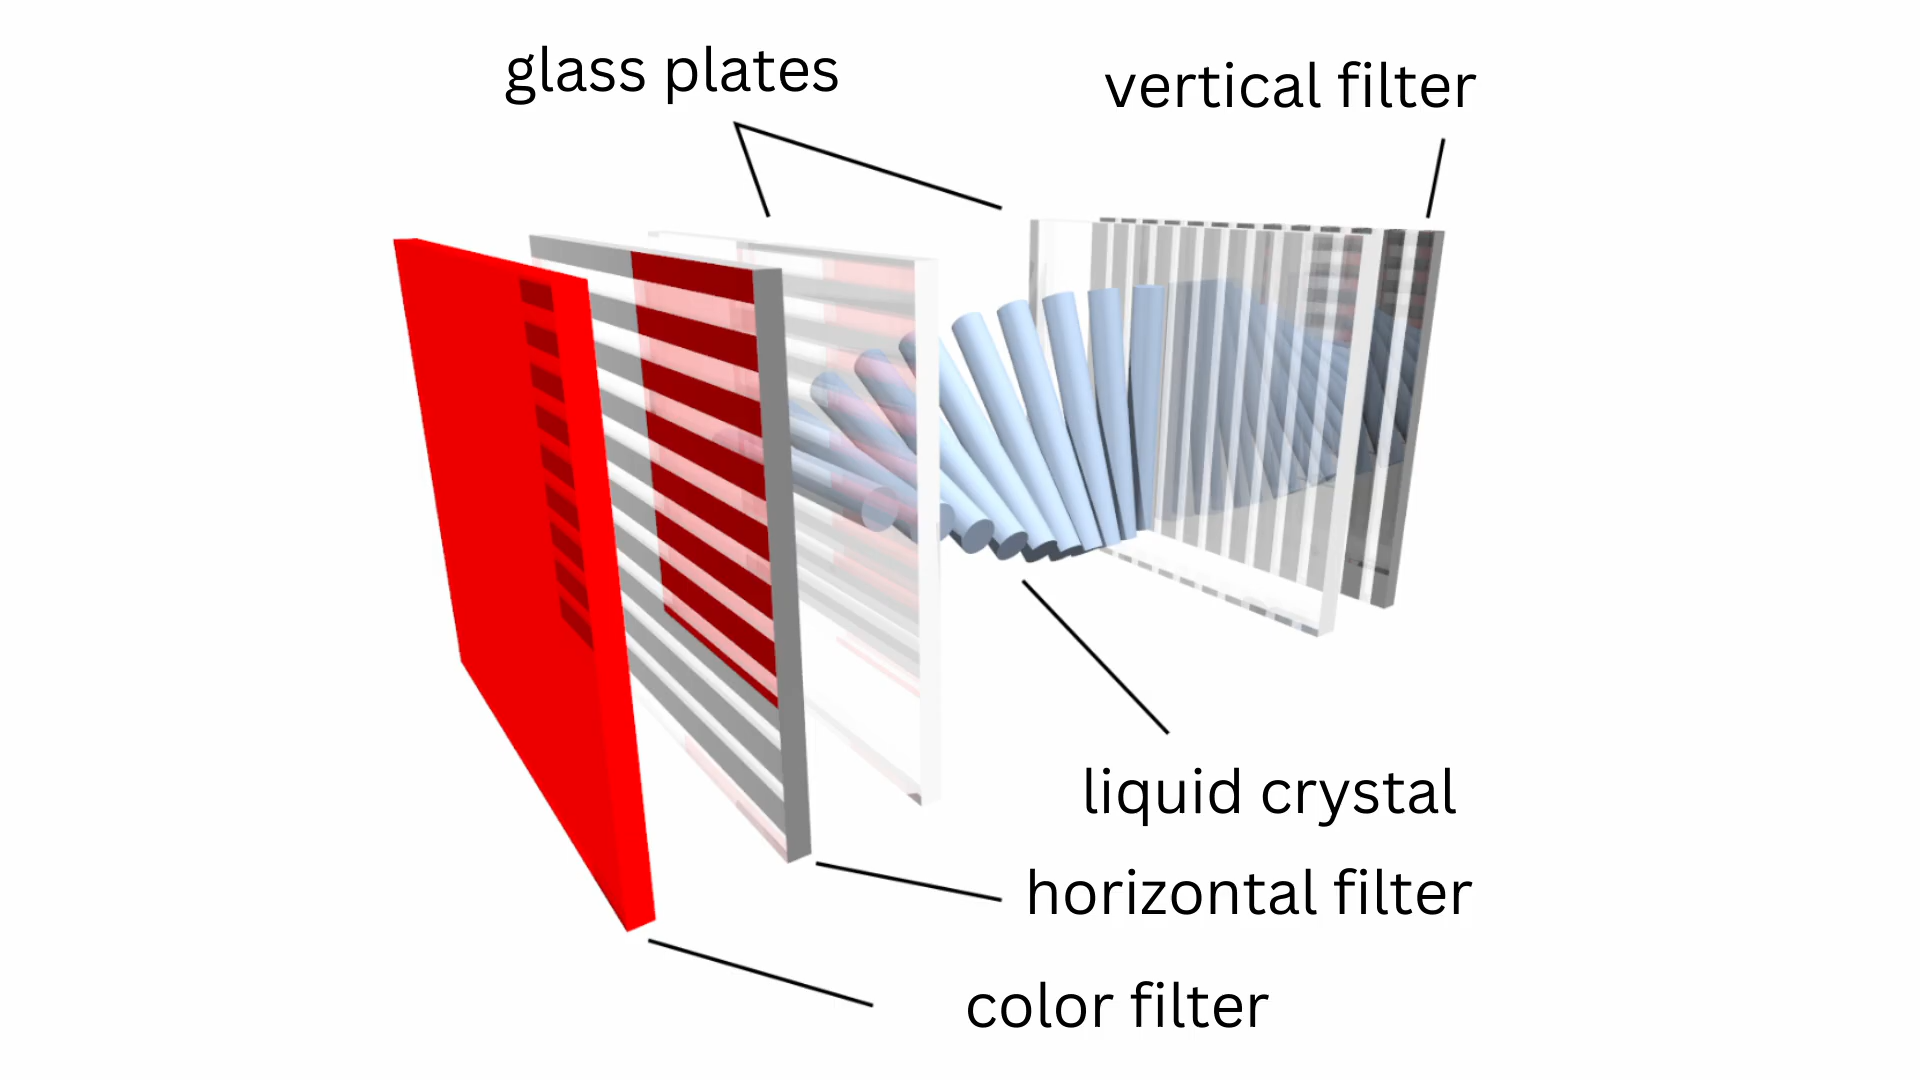 glass plates
vertical filter
liquid crystal
horizontal filter
color filter